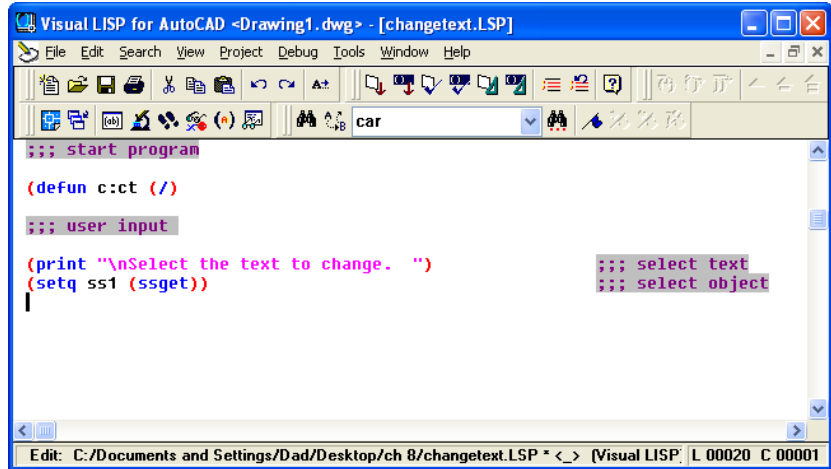 Visual LISP for AutoCAD <Drawing1.dwg> - [changetext.LSP]
File Edit Search View Project Debug Tools Window Help
car
;;; start program
(defun c:ct (/)
;;; user input
(print "\nSelect the text to change.  ") ;;; select text
(setq ss1 (ssget)) ;;; select object
Edit: C:/Documents and Settings/Dad/Desktop/ch 8/changetext.LSP * <_> (Visual LISP L 00020 C 00001